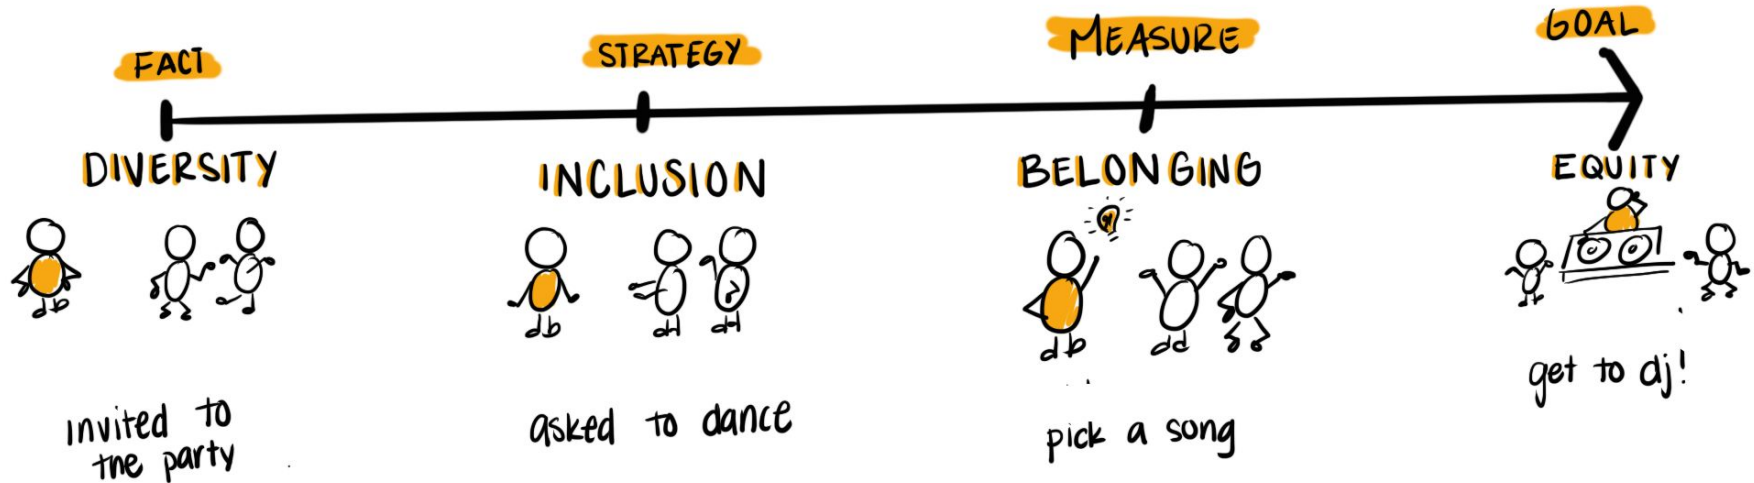 FACT
STRATEGY
MEASURE
GOAL
DIVERSITY
INCLUSION
BELONGING
EQUITY
invited to
the party
asked to dance
pick a song
get to dj!